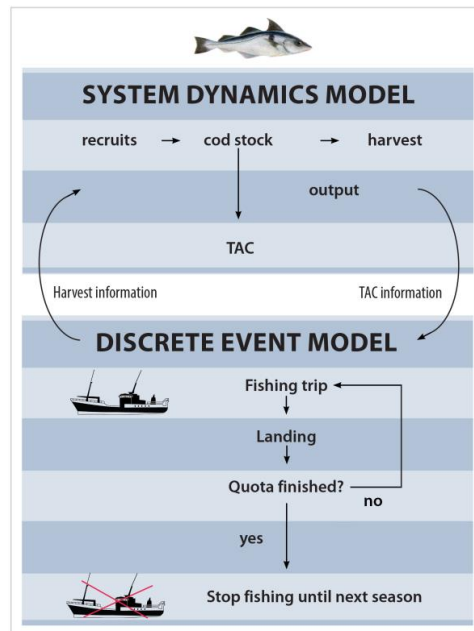 SYSTEM DYNAMICS MODEL
recruits → cod stock → harvest
output
TAC
Harvest information
TAC information
DISCRETE EVENT MODEL
Fishing trip
Landing
Quota finished?
no
yes
Stop fishing until next season